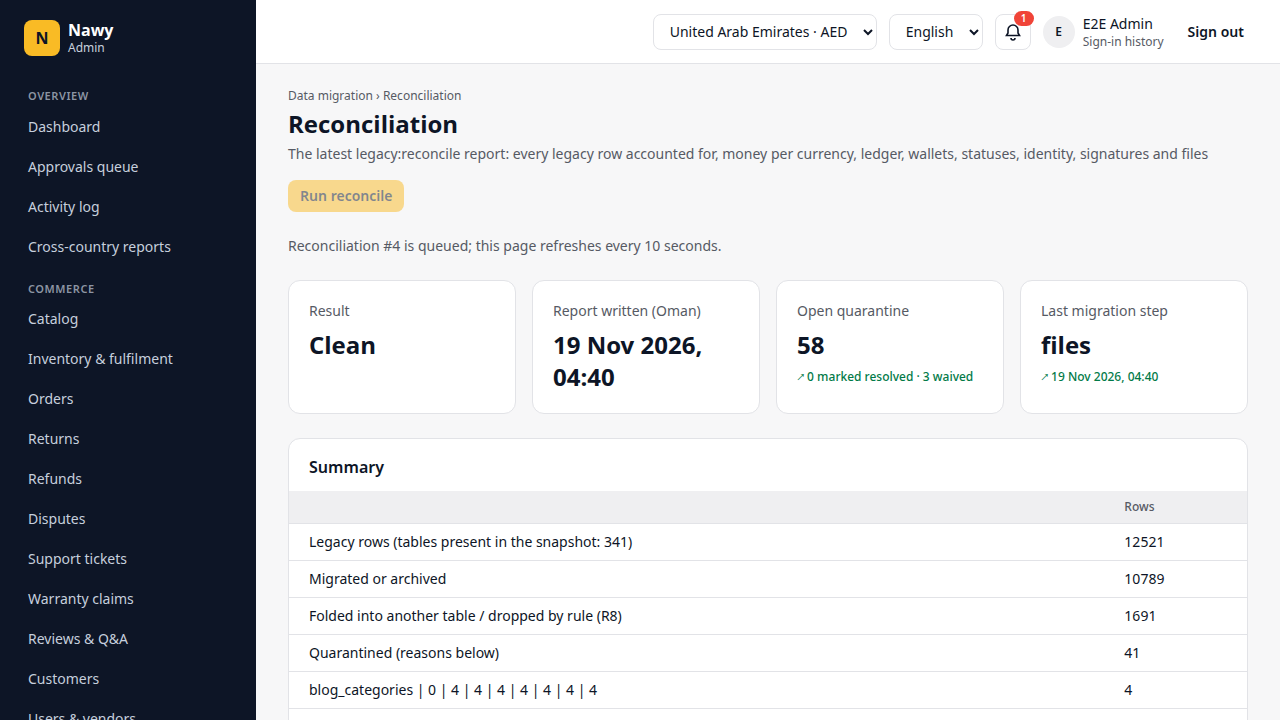 N
Nawy
Admin
OVERVIEW
Dashboard
Approvals queue
Activity log
Cross-country reports
COMMERCE
Catalog
Inventory & fulfilment
Orders
Returns
Refunds
Disputes
Support tickets
Warranty claims
Reviews & Q&A
Customers
Users & vendors
United Arab Emirates · AED
English
1
E
E2E Admin
Sign-in history
Sign out
Data migration › Reconciliation
Reconciliation
The latest legacy:reconcile report: every legacy row accounted for, money per currency, ledger, wallets, statuses, identity, signatures and files
Run reconcile
Reconciliation #4 is queued; this page refreshes every 10 seconds.
Result
Clean
Report written (Oman)
19 Nov 2026,
04:40
Open quarantine
58
↗0 marked resolved · 3 waived
Last migration step
files
↗19 Nov 2026, 04:40
Summary
Rows
Legacy rows (tables present in the snapshot: 341) 12521
Migrated or archived 10789
Folded into another table / dropped by rule (R8) 1691
Quarantined (reasons below) 41
blog_categories | 0 | 4 | 4 | 4 | 4 | 4 | 4 | 4 4